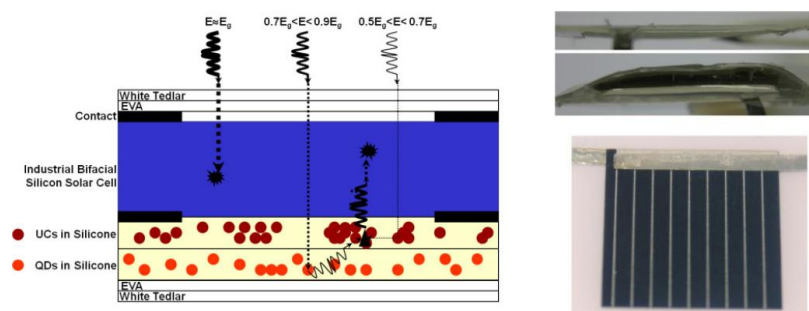 E≈Eg
0.7Eg<E<0.9Eg
0.5Eg<E<0.7Eg
White Tedlar
EVA
Contact
Industrial Bifacial
Silicon Solar Cell
UCs in Silicone
QDs in Silicone
EVA
White Tedlar